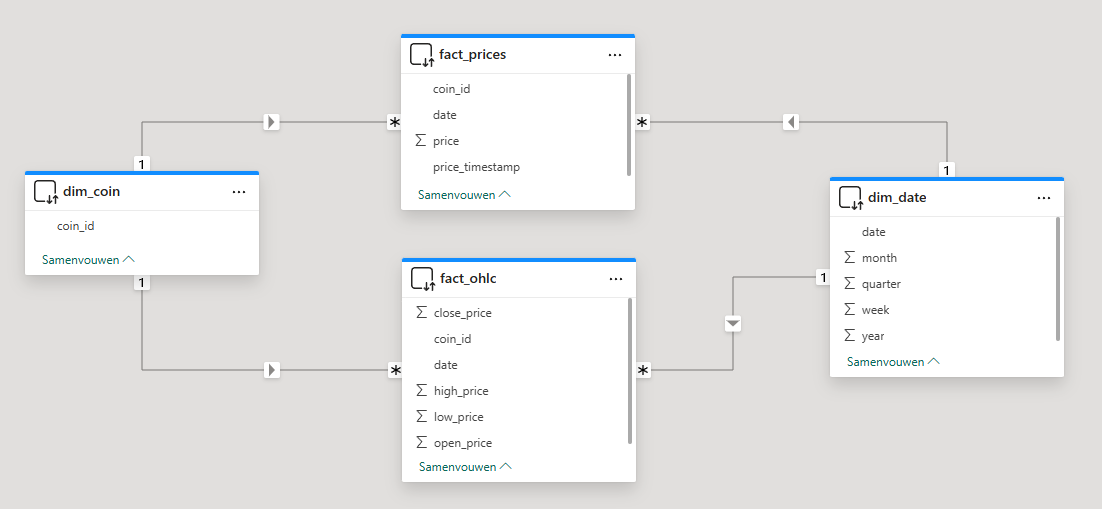 fact_prices
coin_id
date
∑ price
price_timestamp
Samenvouwen
dim_coin
coin_id
Samenvouwen
fact_ohlc
∑ close_price
coin_id
date
∑ high_price
∑ low_price
∑ open_price
Samenvouwen
dim_date
date
∑ month
∑ quarter
∑ week
∑ year
Samenvouwen
1
*
*
1
1
*
*
1